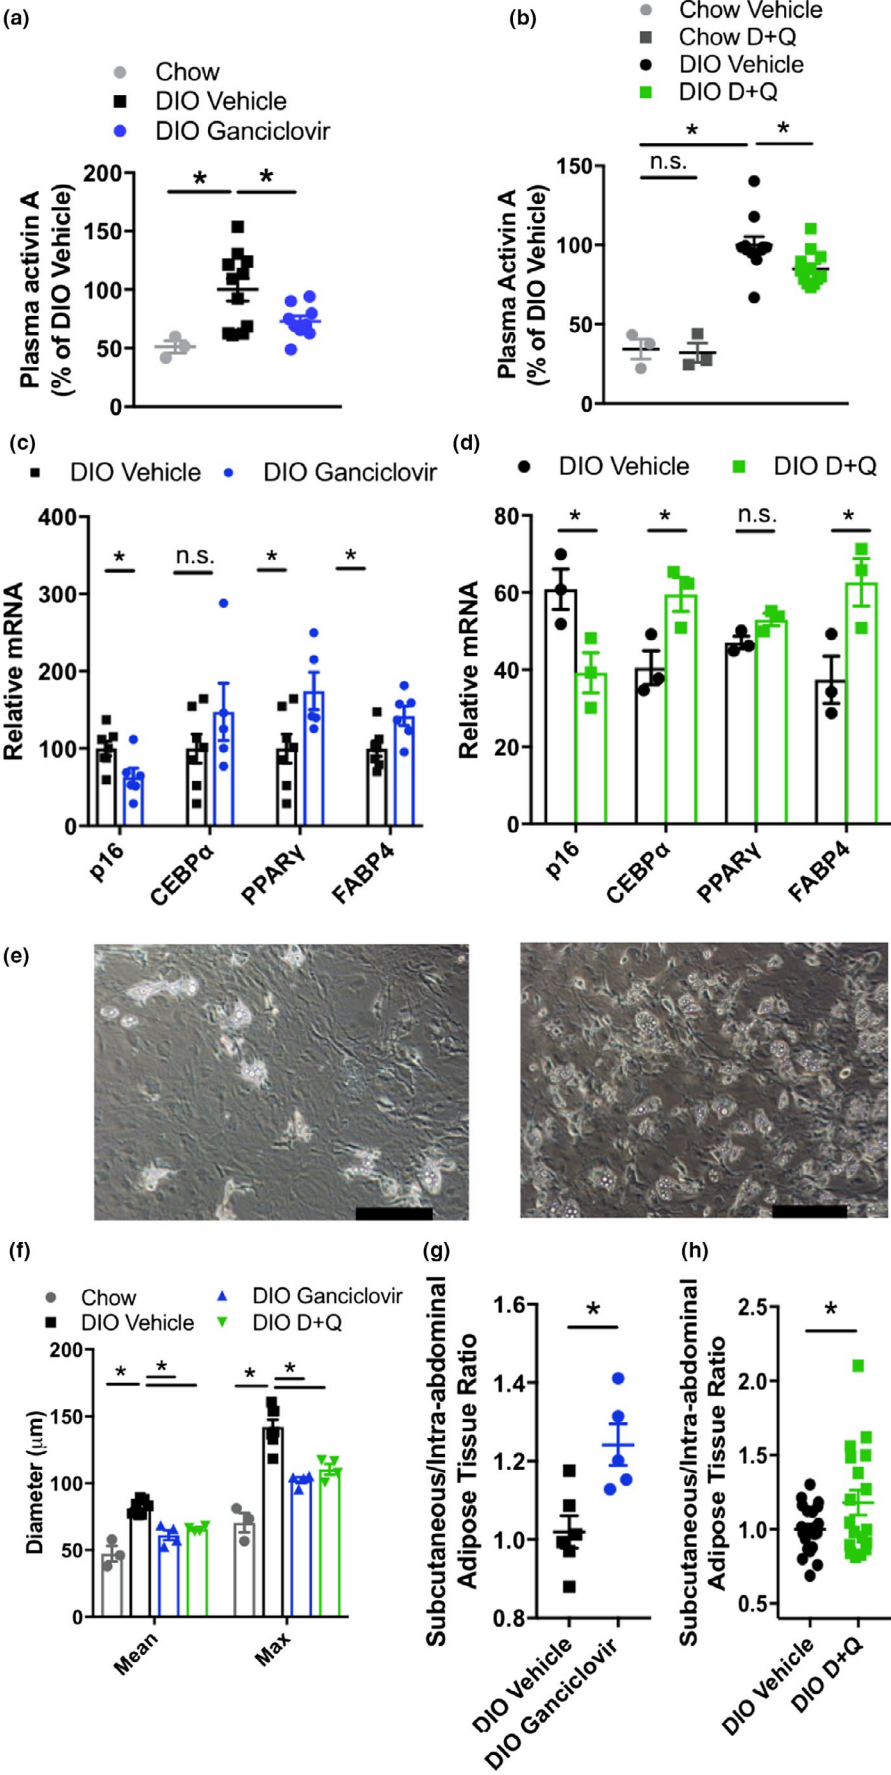 (a)
Chow
DIO Vehicle
DIO Ganciclovir
Plasma activin A
(% of DIO Vehicle)
200
150
100
50
0
*
*
(b)
Chow Vehicle
Chow D+Q
DIO Vehicle
DIO D+Q
Plasma Activin A
(% of DIO Vehicle)
150
100
50
0
*
*
n.s.
(c)
DIO Vehicle
DIO Ganciclovir
Relative mRNA
400
300
200
100
0
*
n.s.
*
*
p16
CEBPα
PPARγ
FABP4
(d)
DIO Vehicle
DIO D+Q
Relative mRNA
80
60
40
20
0
*
*
n.s.
*
p16
CEBPα
PPARγ
FABP4
(e)
(f)
Chow
DIO Vehicle
DIO Ganciclovir
DIO D+Q
Diameter (μm)
200
150
100
50
0
*
*
*
*
Mean
Max
(g)
Subcutaneous/Intra-abdominal
Adipose Tissue Ratio
1.6
1.4
1.2
1.0
0.8
*
DIO Vehicle
DIO Ganciclovir
(h)
Subcutaneous/Intra-abdominal
Adipose Tissue Ratio
2.5
2.0
1.5
1.0
0.5
*
DIO Vehicle
DIO D+Q